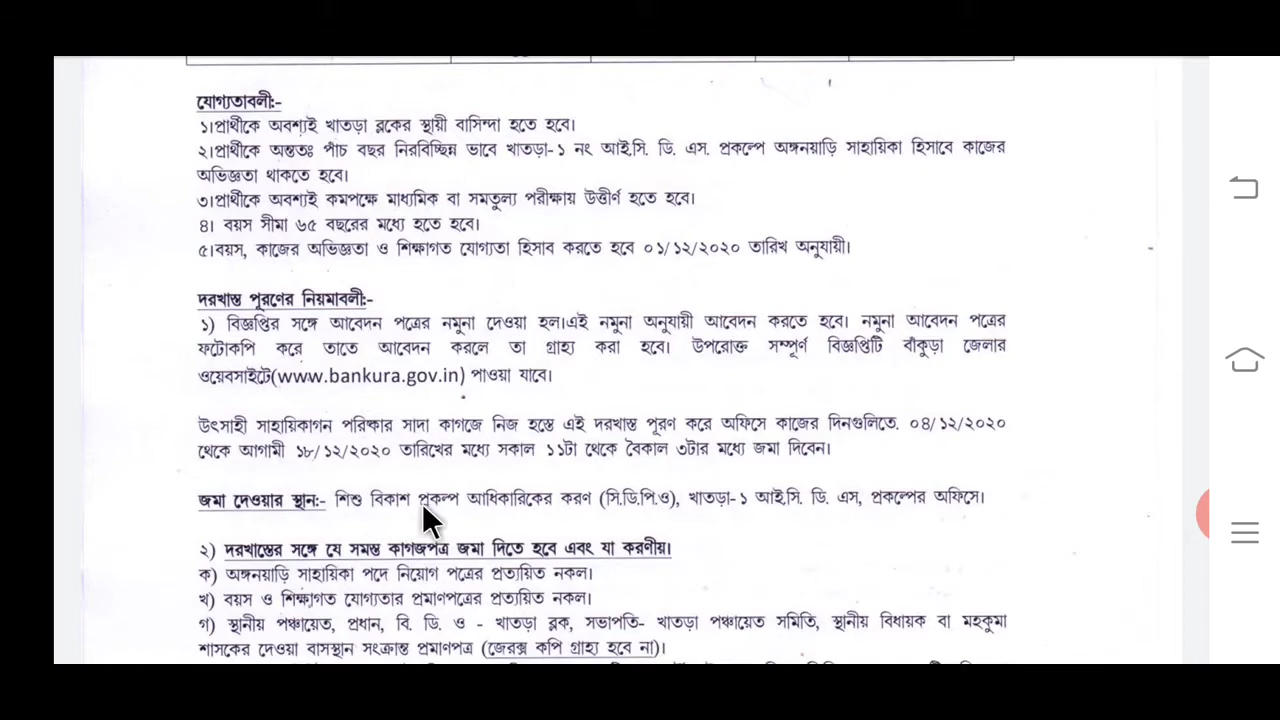 যোগ্যতাবলী:-
১।প্রার্থীকে অবশ্যই খাতড়া ব্লকের স্থায়ী বাসিন্দা হতে হবে।
২।প্রার্থীকে অন্ততঃ পাঁচ বছর নিরবিচ্ছিন্ন ভাবে খাতড়া-১ নং আই.সি. ডি. এস. প্রকল্পে অঙ্গনয়াড়ি সাহায়িকা হিসাবে কাজের
অভিজ্ঞতা থাকতে হবে।
৩।প্রার্থীকে অবশ্যই কমপক্ষে মাধ্যমিক বা সমতুল্য পরীক্ষায় উত্তীর্ণ হতে হবে।
৪। বয়স সীমা ৬৫ বছরের মধ্যে হতে হবে।
৫।বয়স, কাজের অভিজ্ঞতা ও শিক্ষাগত যোগ্যতা হিসাব করতে হবে ০১/১২/২০২০ তারিখ অনুযায়ী।
দরখাস্ত পূরণের নিয়মাবলী:-
১) বিজ্ঞপ্তির সঙ্গে আবেদন পত্রের নমুনা দেওয়া হল।এই নমুনা অনুযায়ী আবেদন করতে হবে। নমুনা আবেদন পত্রের
ফটোকপি করে তাতে আবেদন করলে তা গ্রাহ্য করা হবে। উপরোক্ত সম্পূর্ণ বিজ্ঞপ্তিটি বাঁকুড়া জেলার
ওয়েবসাইটে(www.bankura.gov.in) পাওয়া যাবে।
উৎসাহী সাহায়িকাগন পরিষ্কার সাদা কাগজে নিজ হস্তে এই দরখাস্ত পূরণ করে অফিসে কাজের দিনগুলিতে. ০৪/১২/২০২০
থেকে আগামী ১৮/১২/২০২০ তারিখের মধ্যে সকাল ১১টা থেকে বৈকাল ৩টার মধ্যে জমা দিবেন।
জমা দেওয়ার স্থান:- শিশু বিকাশ প্রকল্প আধিকারিকের করণ (সি.ডি.পি.ও), খাতড়া-১ আই.সি. ডি. এস, প্রকল্পের অফিসে।
২) দরখাস্তের সঙ্গে যে সমস্ত কাগজপত্র জমা দিতে হবে এবং যা করণীয়।
ক) অঙ্গনয়াড়ি সাহায়িকা পদে নিয়োগ পত্রের প্রত্যয়িত নকল।
খ) বয়স ও শিক্ষাগত যোগ্যতার প্রমাণপত্রের প্রত্যয়িত নকল।
গ) স্থানীয় পঞ্চায়েত, প্রধান, বি. ডি. ও - খাতড়া ব্লক, সভাপতি- খাতড়া পঞ্চায়েত সমিতি, স্থানীয় বিধায়ক বা মহকুমা
শাসকের দেওয়া বাসস্থান সংক্রান্ত প্রমাণপত্র (জেরক্স কপি গ্রাহ্য হবে না)।